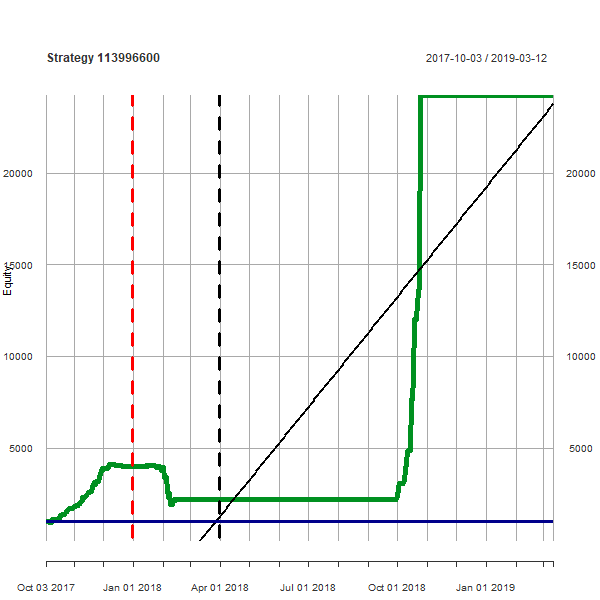 Strategy 113996600
2017-10-03 / 2019-03-12
20000
20000
15000
15000
Equity
10000
10000
5000
5000
Oct 03 2017
Jan 01 2018
Apr 01 2018
Jul 01 2018
Oct 01 2018
Jan 01 2019